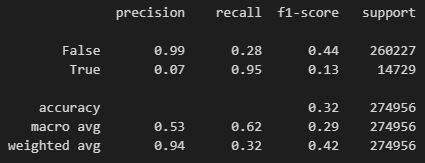 precision recall f1-score support
False 0.99 0.28 0.44 260227
True 0.07 0.95 0.13 14729
accuracy 0.32 274956
macro avg 0.53 0.62 0.29 274956
weighted avg 0.94 0.32 0.42 274956